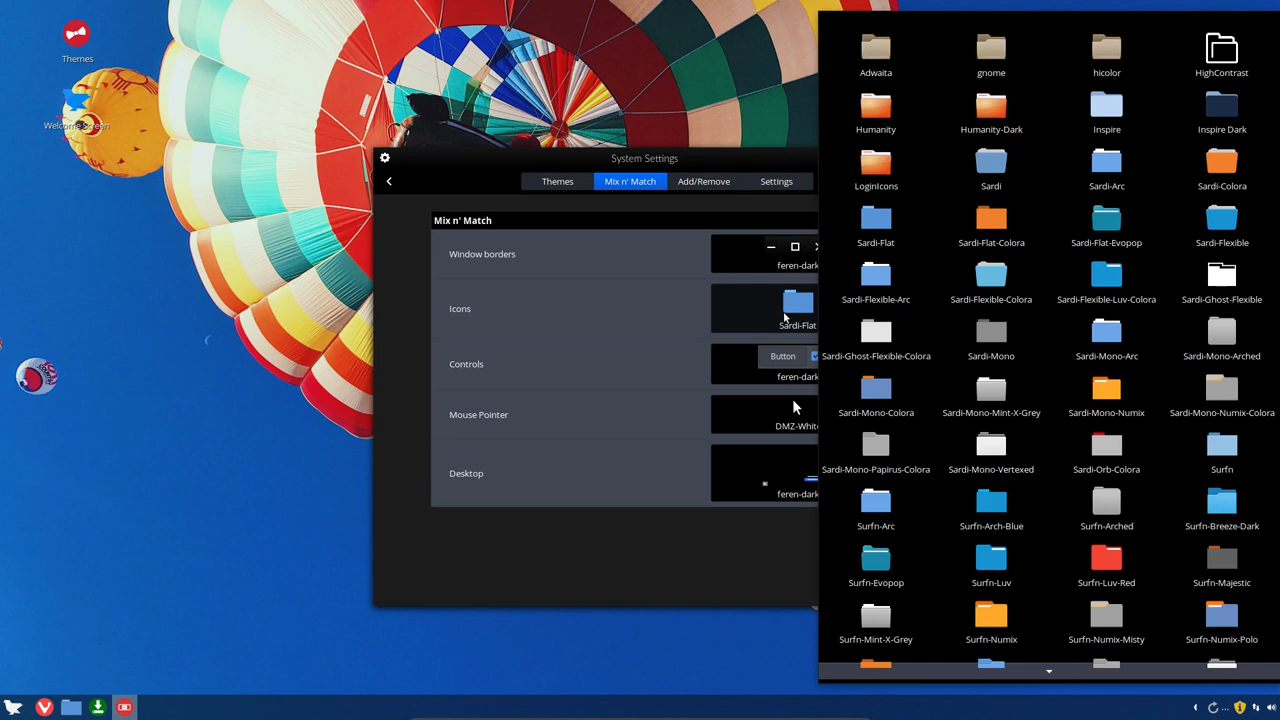 Themes
Welcome Screen
System Settings
Themes
Mix n' Match
Add/Remove
Settings
Mix n' Match
Window borders
feren-dark
Icons
Sardi-Flat
Controls
Button
feren-dark
Mouse Pointer
DMZ-White
Desktop
feren-dark
Adwaita
gnome
hicolor
HighContrast
Humanity
Humanity-Dark
Inspire
Inspire Dark
LoginIcons
Sardi
Sardi-Arc
Sardi-Colora
Sardi-Flat
Sardi-Flat-Colora
Sardi-Flat-Evopop
Sardi-Flexible
Sardi-Flexible-Arc
Sardi-Flexible-Colora
Sardi-Flexible-Luv-Colora
Sardi-Ghost-Flexible
Sardi-Ghost-Flexible-Colora
Sardi-Mono
Sardi-Mono-Arc
Sardi-Mono-Arched
Sardi-Mono-Colora
Sardi-Mono-Mint-X-Grey
Sardi-Mono-Numix
Sardi-Mono-Numix-Colora
Sardi-Mono-Papirus-Colora
Sardi-Mono-Vertexed
Sardi-Orb-Colora
Surfn
Surfn-Arc
Surfn-Arch-Blue
Surfn-Arched
Surfn-Breeze-Dark
Surfn-Evopop
Surfn-Luv
Surfn-Luv-Red
Surfn-Majestic
Surfn-Mint-X-Grey
Surfn-Numix
Surfn-Numix-Misty
Surfn-Numix-Polo